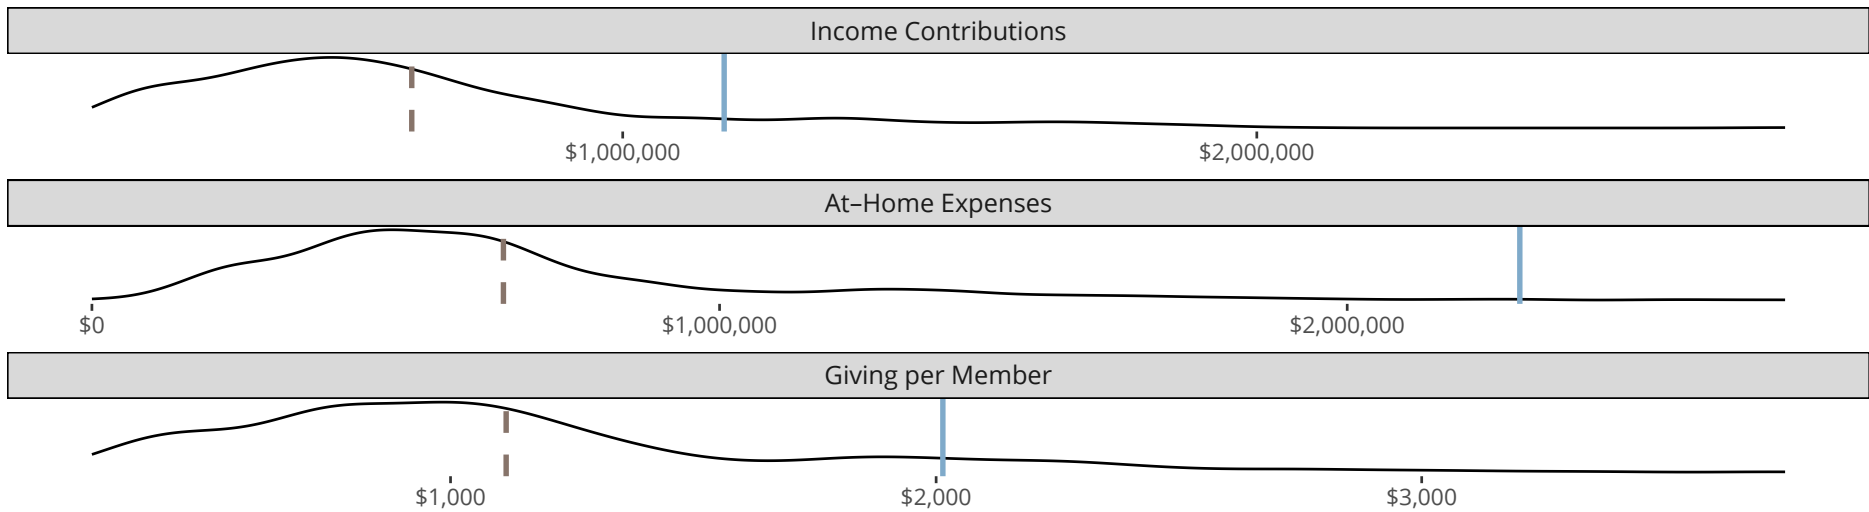 Income Contributions
$1,000,000 $2,000,000
At–Home Expenses
$0 $1,000,000 $2,000,000
Giving per Member
$1,000 $2,000 $3,000